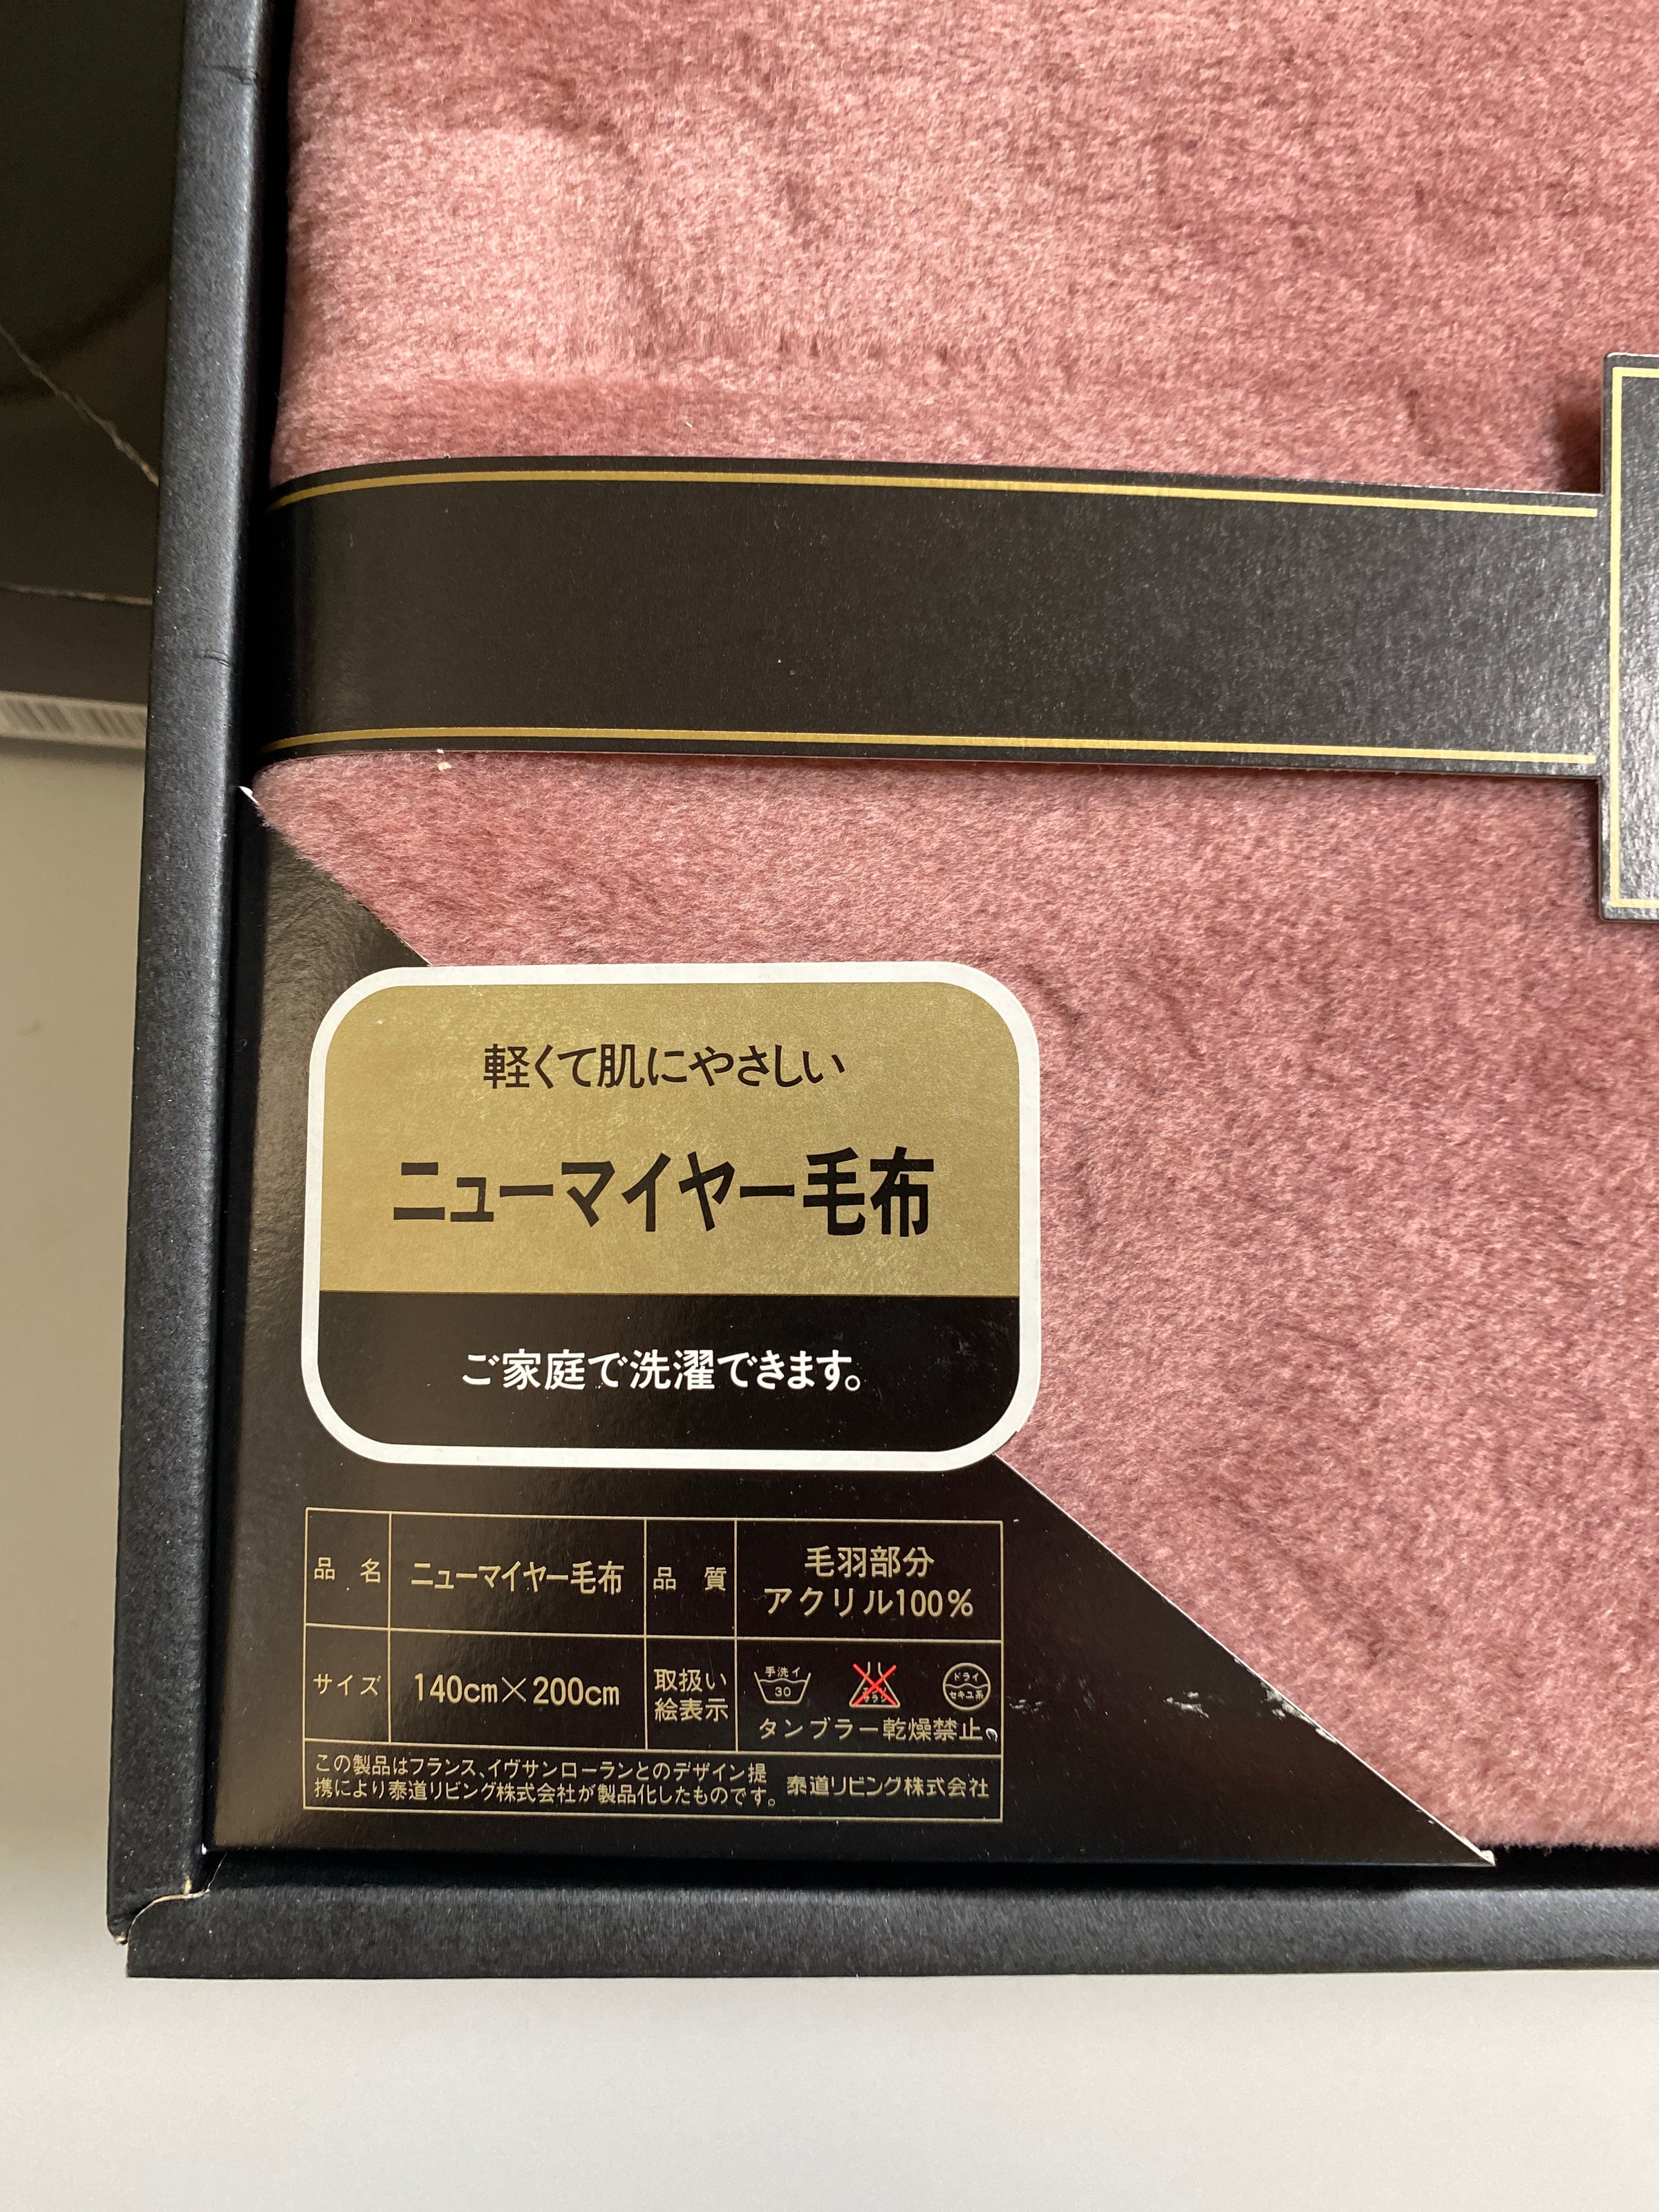 軽くて肌にやさしい
ニューマイヤー毛布
ご家庭で洗濯できます。
品 名 ニューマイヤー毛布 品 質 毛羽部分
アクリル100%
サイズ 140cm×200cm 取扱い
絵表示
手洗イ
30
ドライ
セキユ系
タンブラー乾燥禁止。
この製品はフランス、イヴサンローランとのデザイン提
携により泰道リビング株式会社が製品化したものです。
泰道リビング株式会社